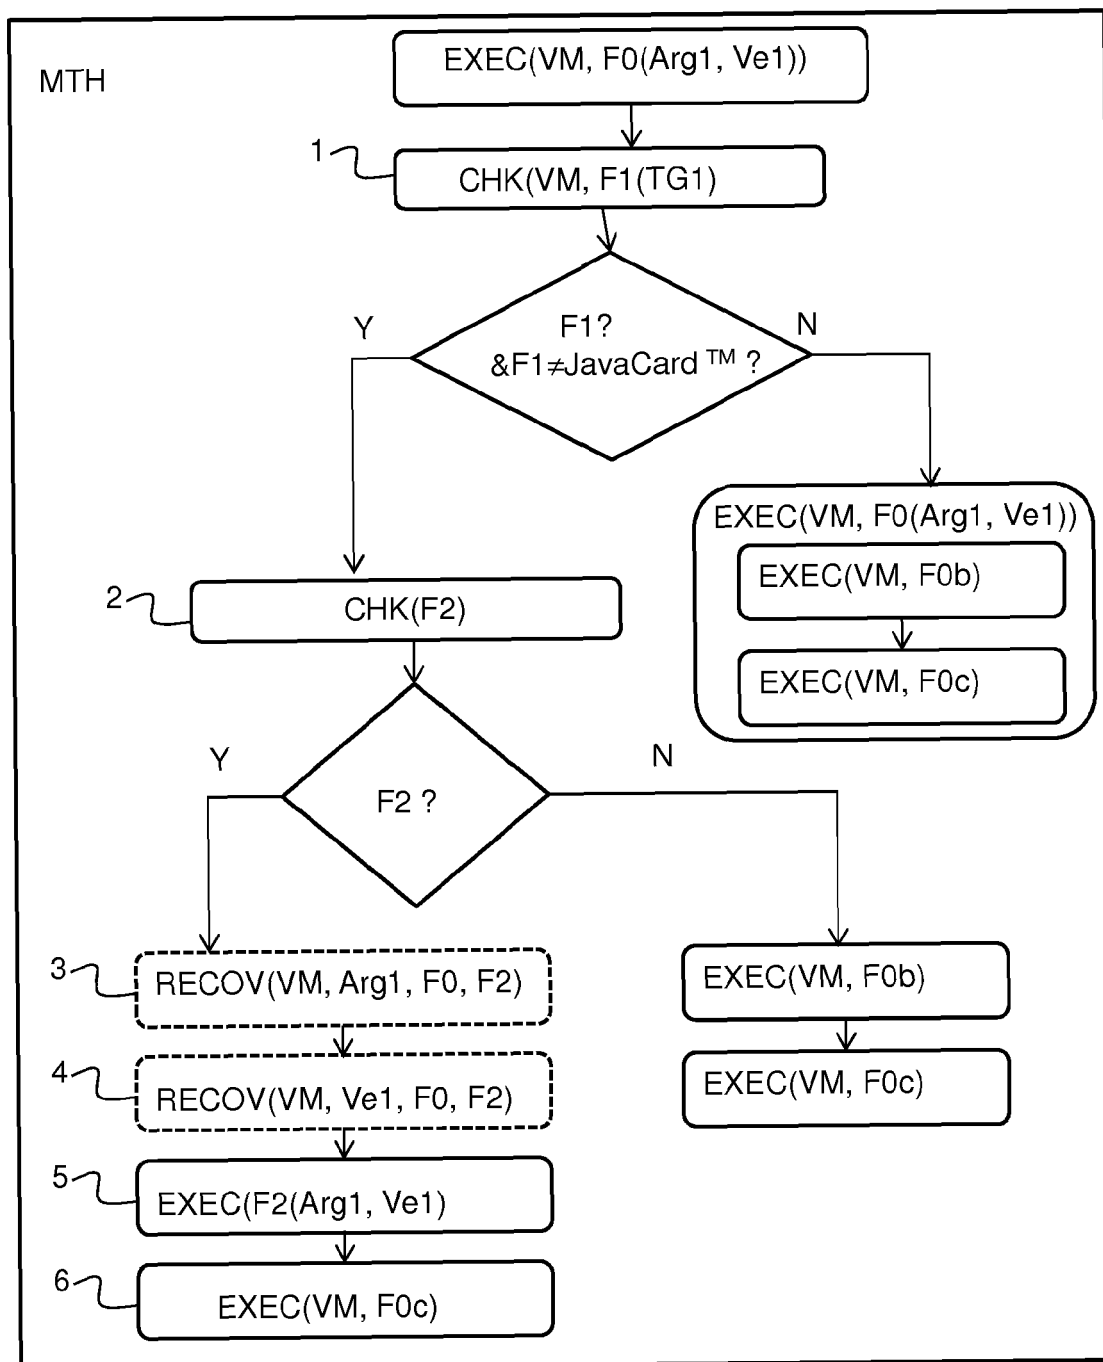 EXEC(VM, F0(Arg1, Ve1))
MTH
1
CHK(VM, F1(TG1)
Y
F1?
N
&F1≠JavaCard ™ ?
EXEC(VM, F0(Arg1, Ve1))
EXEC(VM, F0b)
2
CHK(F2)
EXEC(VM, F0c)
Y
N
F2 ?
3
RECOV(VM, Arg1, F0, F2)
EXEC(VM, F0b)
4
RECOV(VM, Ve1, F0, F2)
EXEC(VM, F0c)
5
EXEC(F2(Arg1, Ve1)
6
EXEC(VM, F0c)